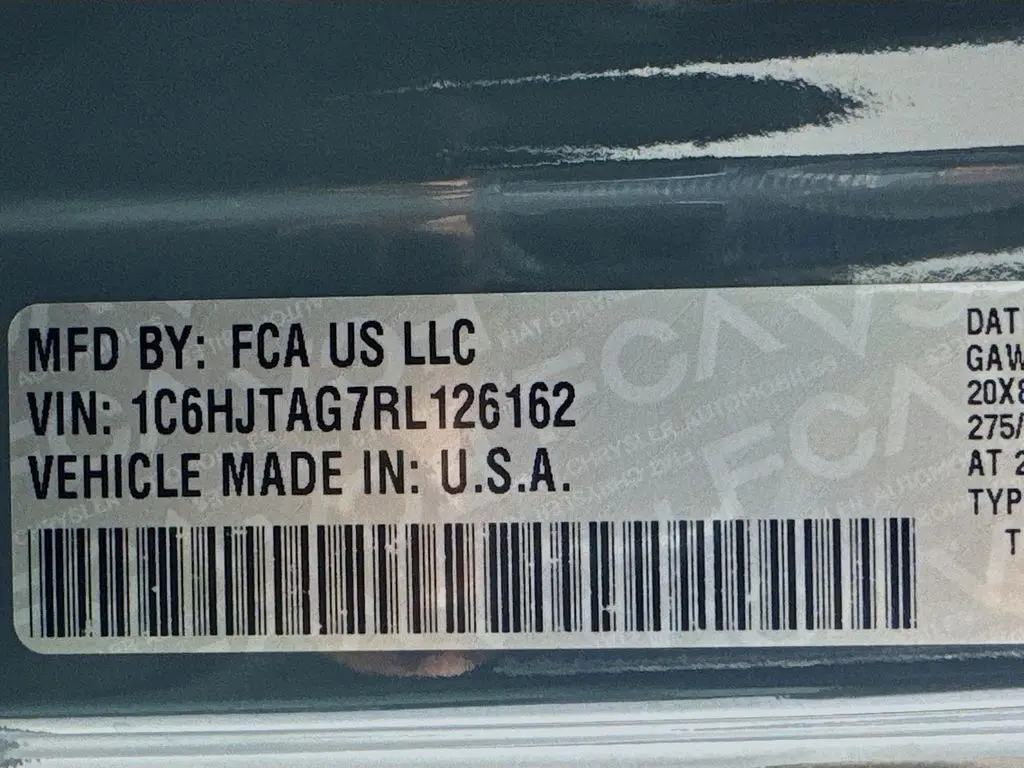 MFD BY: FCA US LLC
VIN: 1C6HJTAG7RL126162
VEHICLE MADE IN: U.S.A.
DAT
GAW
20X8
275/
AT 2
TYP
T